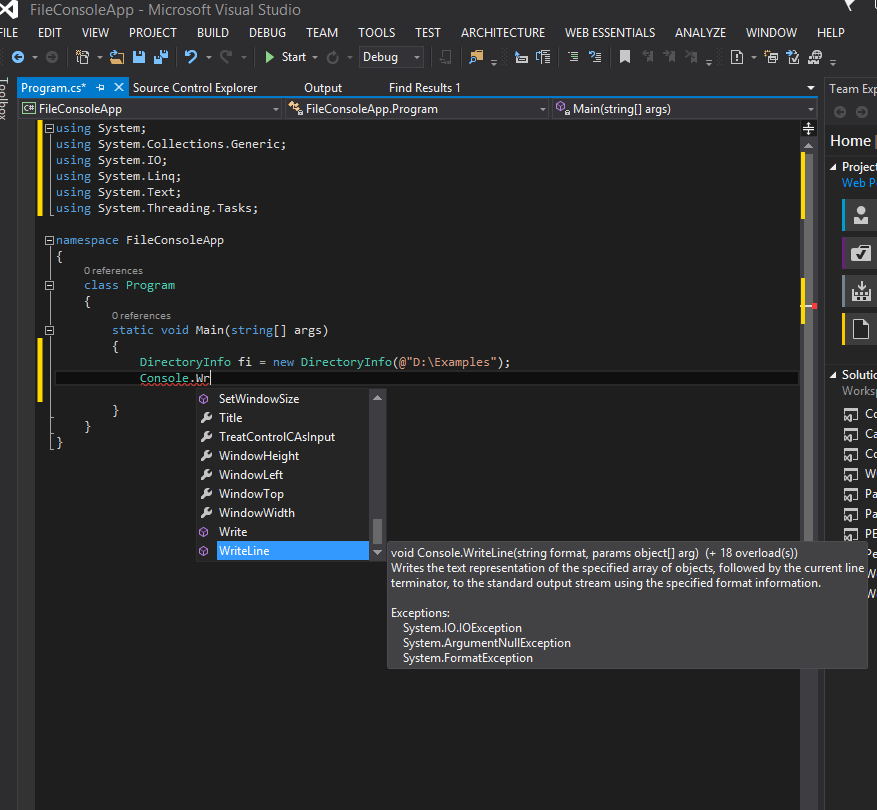 FileConsoleApp - Microsoft Visual Studio
FILE EDIT VIEW PROJECT BUILD DEBUG TEAM TOOLS TEST ARCHITECTURE WEB ESSENTIALS ANALYZE WINDOW HELP
Start Debug
Toolbox
Program.cs* Source Control Explorer Output Find Results 1
FileConsoleApp FileConsoleApp.Program Main(string[] args)
using System;
using System.Collections.Generic;
using System.IO;
using System.Linq;
using System.Text;
using System.Threading.Tasks;
namespace FileConsoleApp
{
0 references
class Program
{
0 references
static void Main(string[] args)
{
DirectoryInfo fi = new DirectoryInfo(@"D:\Examples");
Console.Wr
}
}
}
SetWindowSize
Title
TreatControlCAsInput
WindowHeight
WindowLeft
WindowTop
WindowWidth
Write
WriteLine
void Console.WriteLine(string format, params object[] arg) (+ 18 overload(s))
Writes the text representation of the specified array of objects, followed by the current line
terminator, to the standard output stream using the specified format information.
Exceptions:
System.IO.IOException
System.ArgumentNullException
System.FormatException
Team Exp
Home
Project
Web P
Solutio
Worksp
Co
Ca
Co
W
Pa
Pa
PE
Pe